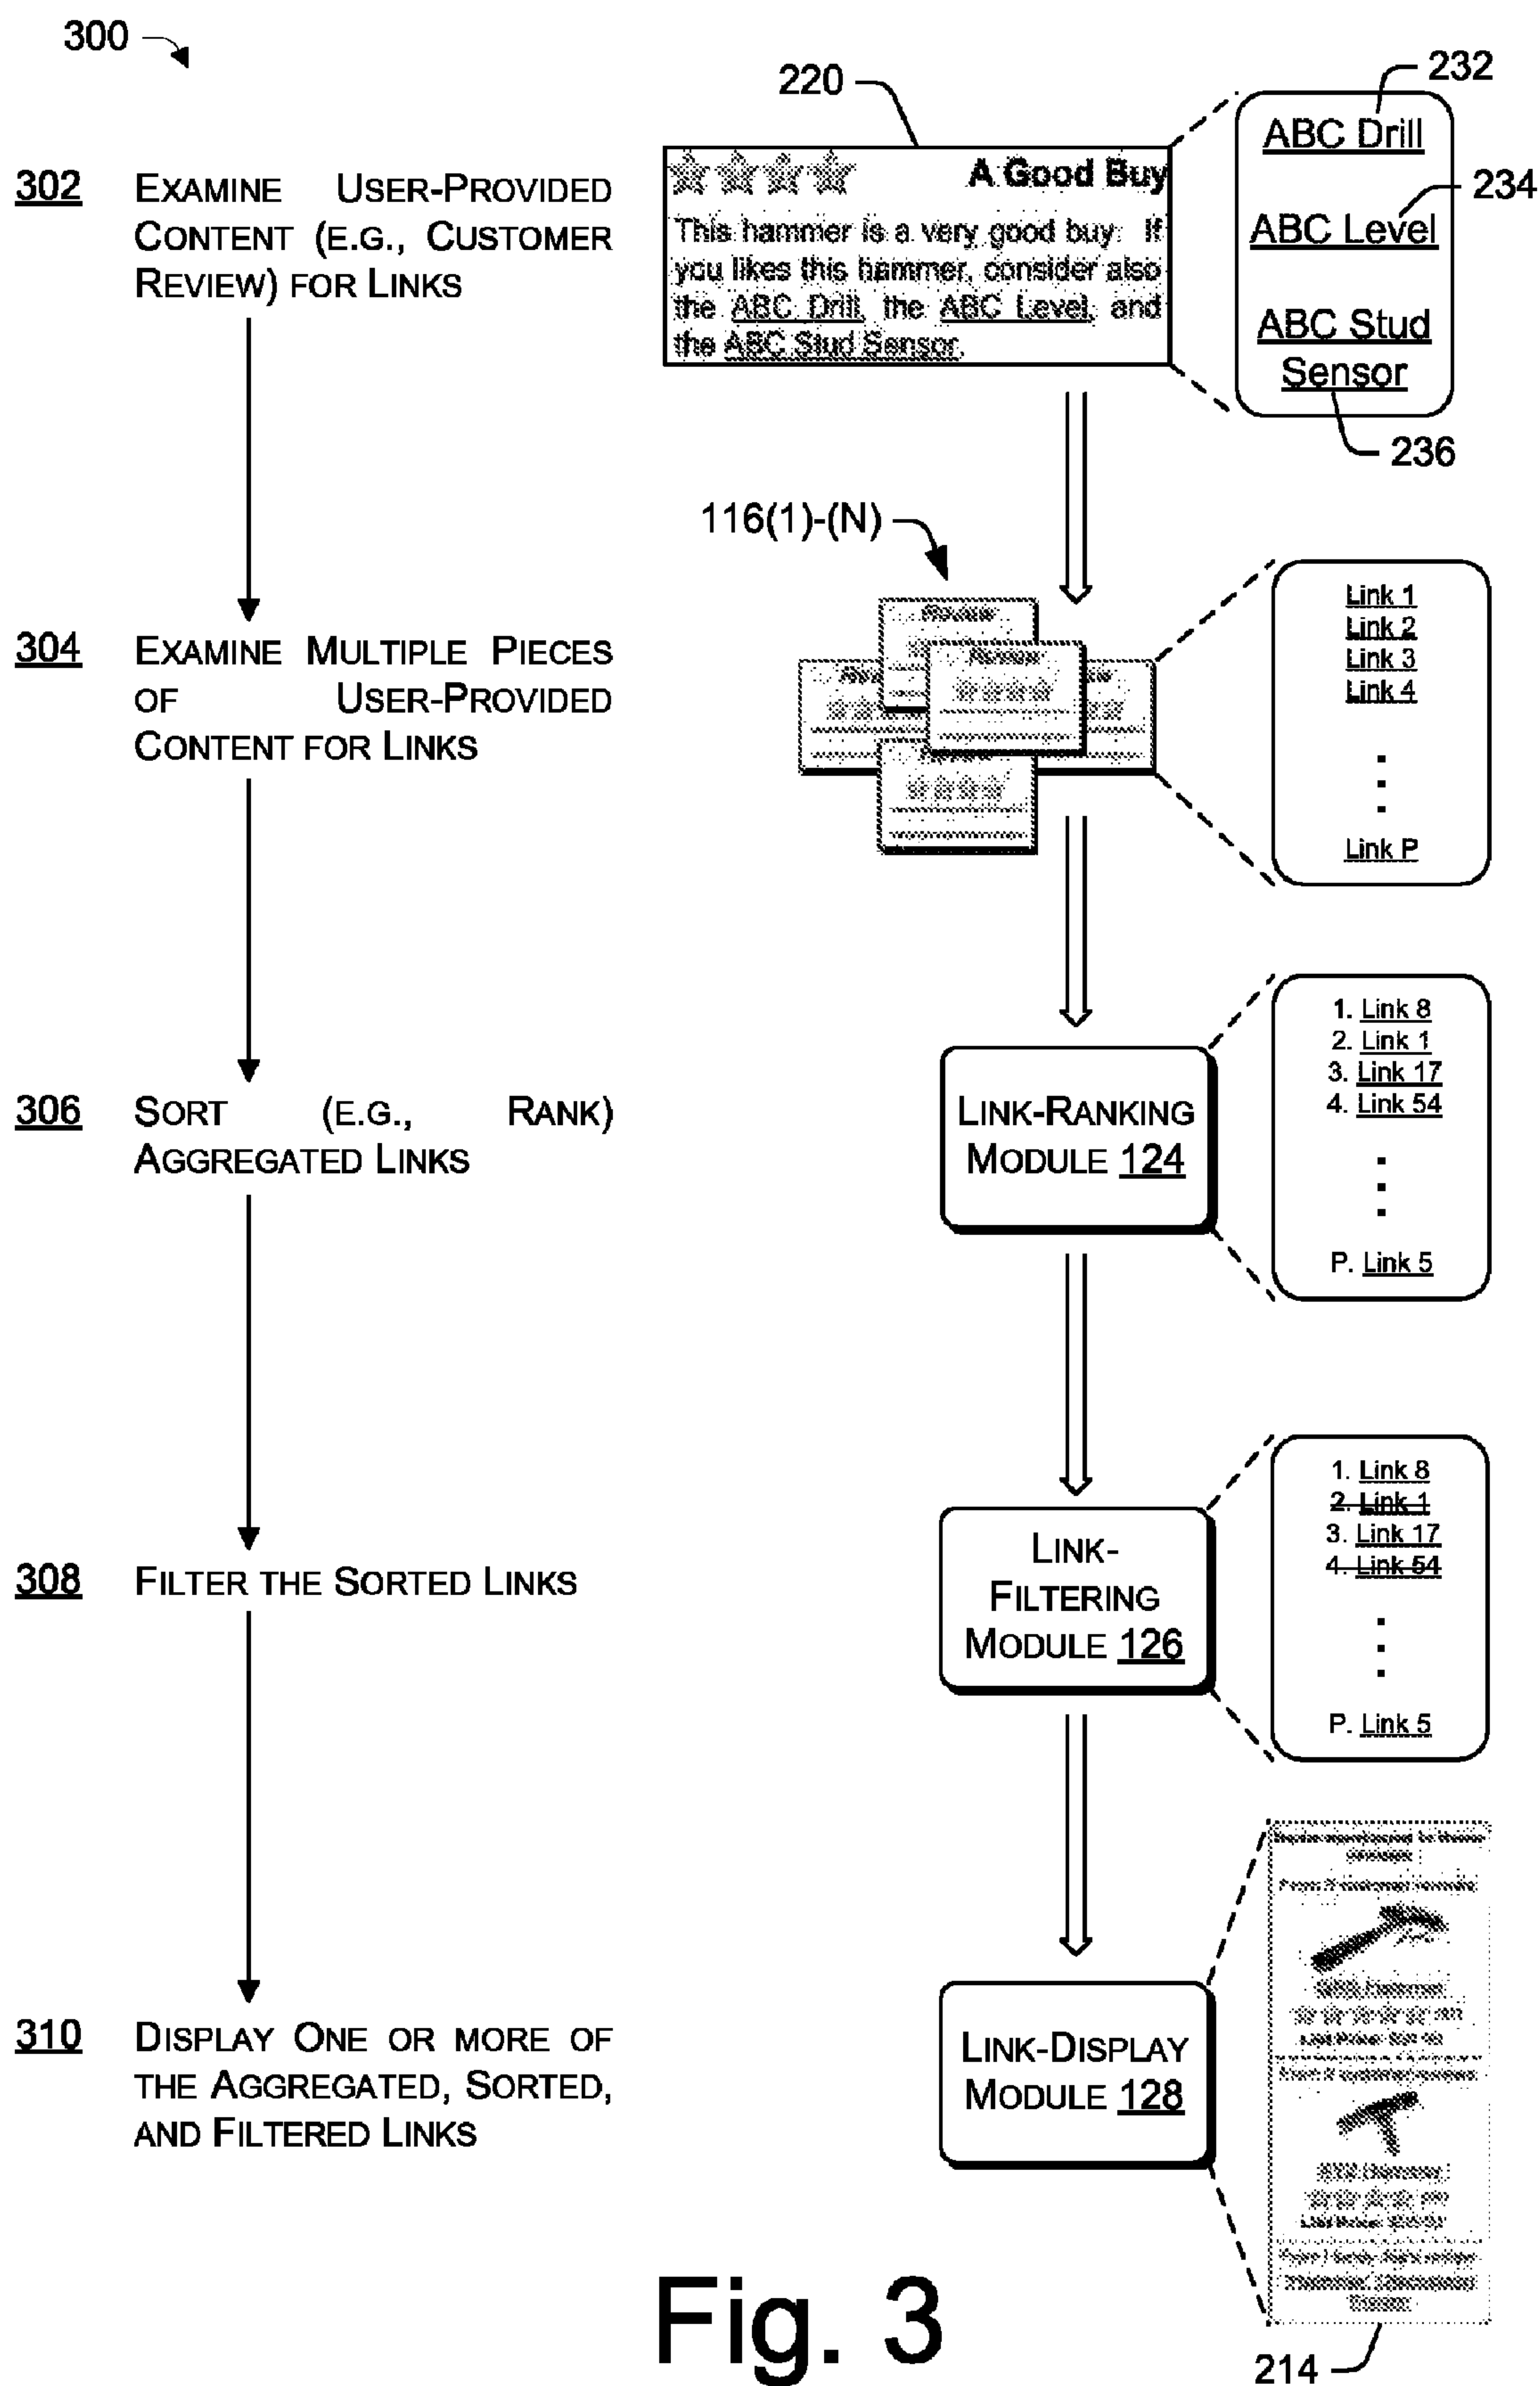 300
220
232
302 EXAMINE USER-PROVIDED
CONTENT (E.G., CUSTOMER
REVIEW) FOR LINKS
A Good Buy
This hammer is a very good buy. If
you likes this hammer, consider also
the ABC Drill, the ABC Level, and
the ABC Stud Sensor.
ABC Drill
234
ABC Level
ABC Stud
Sensor
236
116(1)-(N)
304 EXAMINE MULTIPLE PIECES
OF USER-PROVIDED
CONTENT FOR LINKS
Review
Review
Link 1
Link 2
Link 3
Link 4
Link P
306 SORT (E.G., RANK)
AGGREGATED LINKS
LINK-RANKING
MODULE 124
1. Link 8
2. Link 1
3. Link 17
4. Link 54
P. Link 5
308 FILTER THE SORTED LINKS
LINK-
FILTERING
MODULE 126
1. Link 8
2. Link 1
3. Link 17
4. Link 54
P. Link 5
310 DISPLAY ONE OR MORE OF
THE AGGREGATED, SORTED,
AND FILTERED LINKS
LINK-DISPLAY
MODULE 128
214
Fig. 3